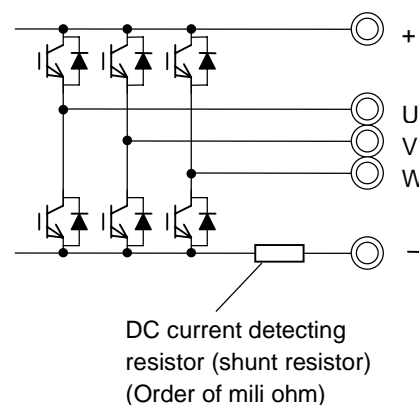 +
U
V
W
−
DC current detecting
resistor (shunt resistor)
(Order of mili ohm)